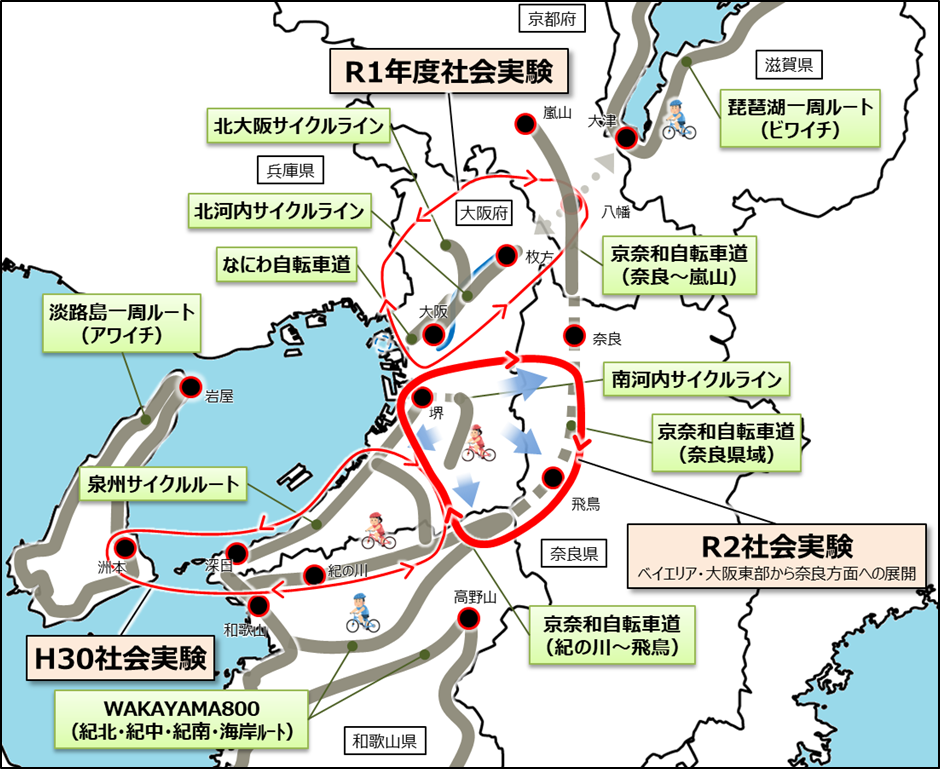 京都府
R1年度社会実験
滋賀県
琵琶湖一周ルート
(ビワイチ)
嵐山
大津
北大阪サイクルライン
兵庫県
大阪府
八幡
北河内サイクルライン
枚方
京奈和自転車道
(奈良～嵐山)
なにわ自転車道
淡路島一周ルート
(アワイチ)
大阪
奈良
南河内サイクルライン
岩屋
堺
京奈和自転車道
(奈良県域)
泉州サイクルルート
飛鳥
R2社会実験
ベイエリア・大阪東部から奈良方面への展開
洲本
深日
紀の川
奈良県
高野山
和歌山
京奈和自転車道
(紀の川～飛鳥)
H30社会実験
WAKAYAMA800
(紀北・紀中・紀南・海岸ﾙｰﾄ)
和歌山県